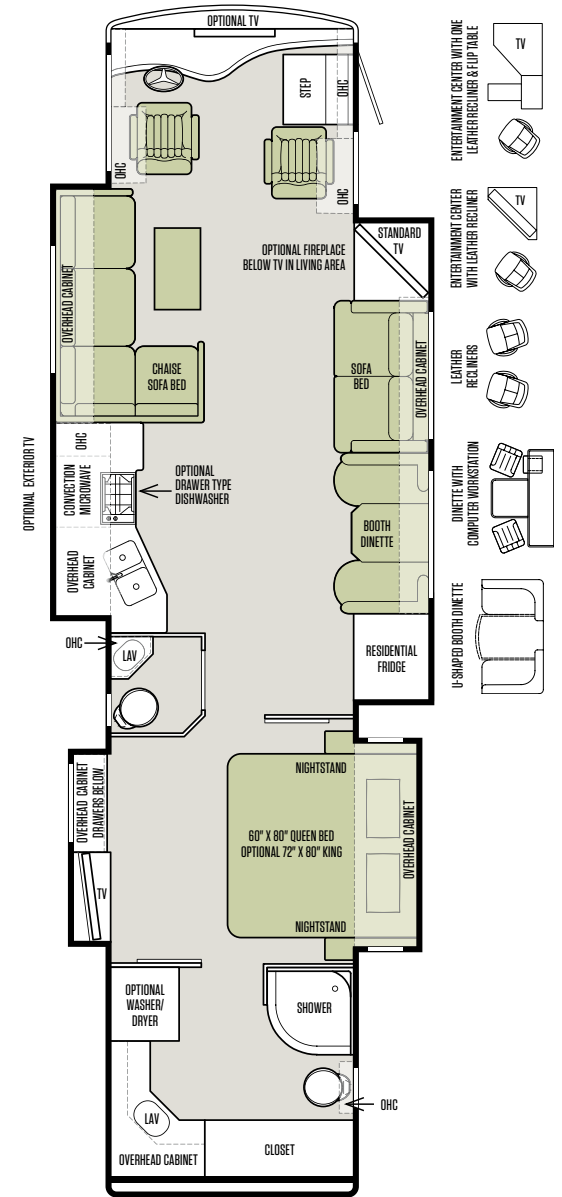 OPTIONAL TV
STEP
OHC
OHC
OHC
OVERHEAD CABINET
OPTIONAL FIREPLACE
BELOW TV IN LIVING AREA
STANDARD
TV
CHAISE
SOFA BED
SOFA
BED
OVERHEAD CABINET
OPTIONAL EXTERIOR TV
OHC
CONVECTION
MICROWAVE
OPTIONAL
DRAWER TYPE
DISHWASHER
OVERHEAD
CABINET
BOOTH
DINETTE
OHC
LAV
RESIDENTIAL
FRIDGE
OVERHEAD CABINET
DRAWERS BELOW
TV
NIGHTSTAND
60" X 80" QUEEN BED
OPTIONAL 72" X 80" KING
NIGHTSTAND
OVERHEAD CABINET
OPTIONAL
WASHER/
DRYER
SHOWER
LAV
OHC
OVERHEAD CABINET
CLOSET
ENTERTAINMENT CENTER WITH ONE
LEATHER RECLINER & FLIP TABLE
TV
ENTERTAINMENT CENTER
WITH LEATHER RECLINER
TV
LEATHER
RECLINERS
DINETTE WITH
COMPUTER WORKSTATION
U-SHAPED BOOTH DINETTE